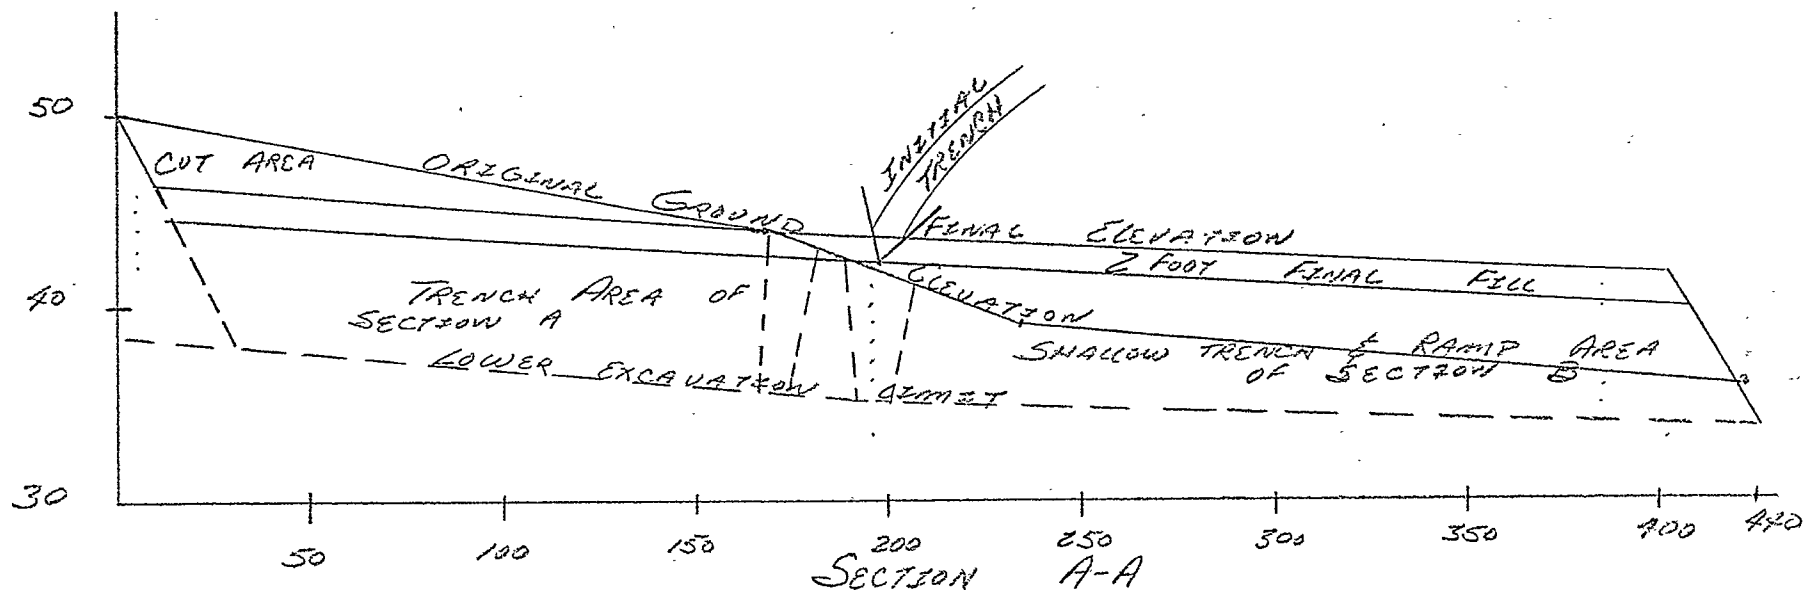 50
INITIAL
TRENCH
CUT AREA
ORIGINAL GROUND
FINAL ELEVATION
2 FOOT FINAL FILL
ELEVATION
TRENCH AREA OF
SECTION A
40
SHALLOW TRENCH & RAMP AREA
OF SECTION B
LOWER EXCAVATION LIMIT
30
50 100 150 200 250 300 350 400 440
SECTION A-A